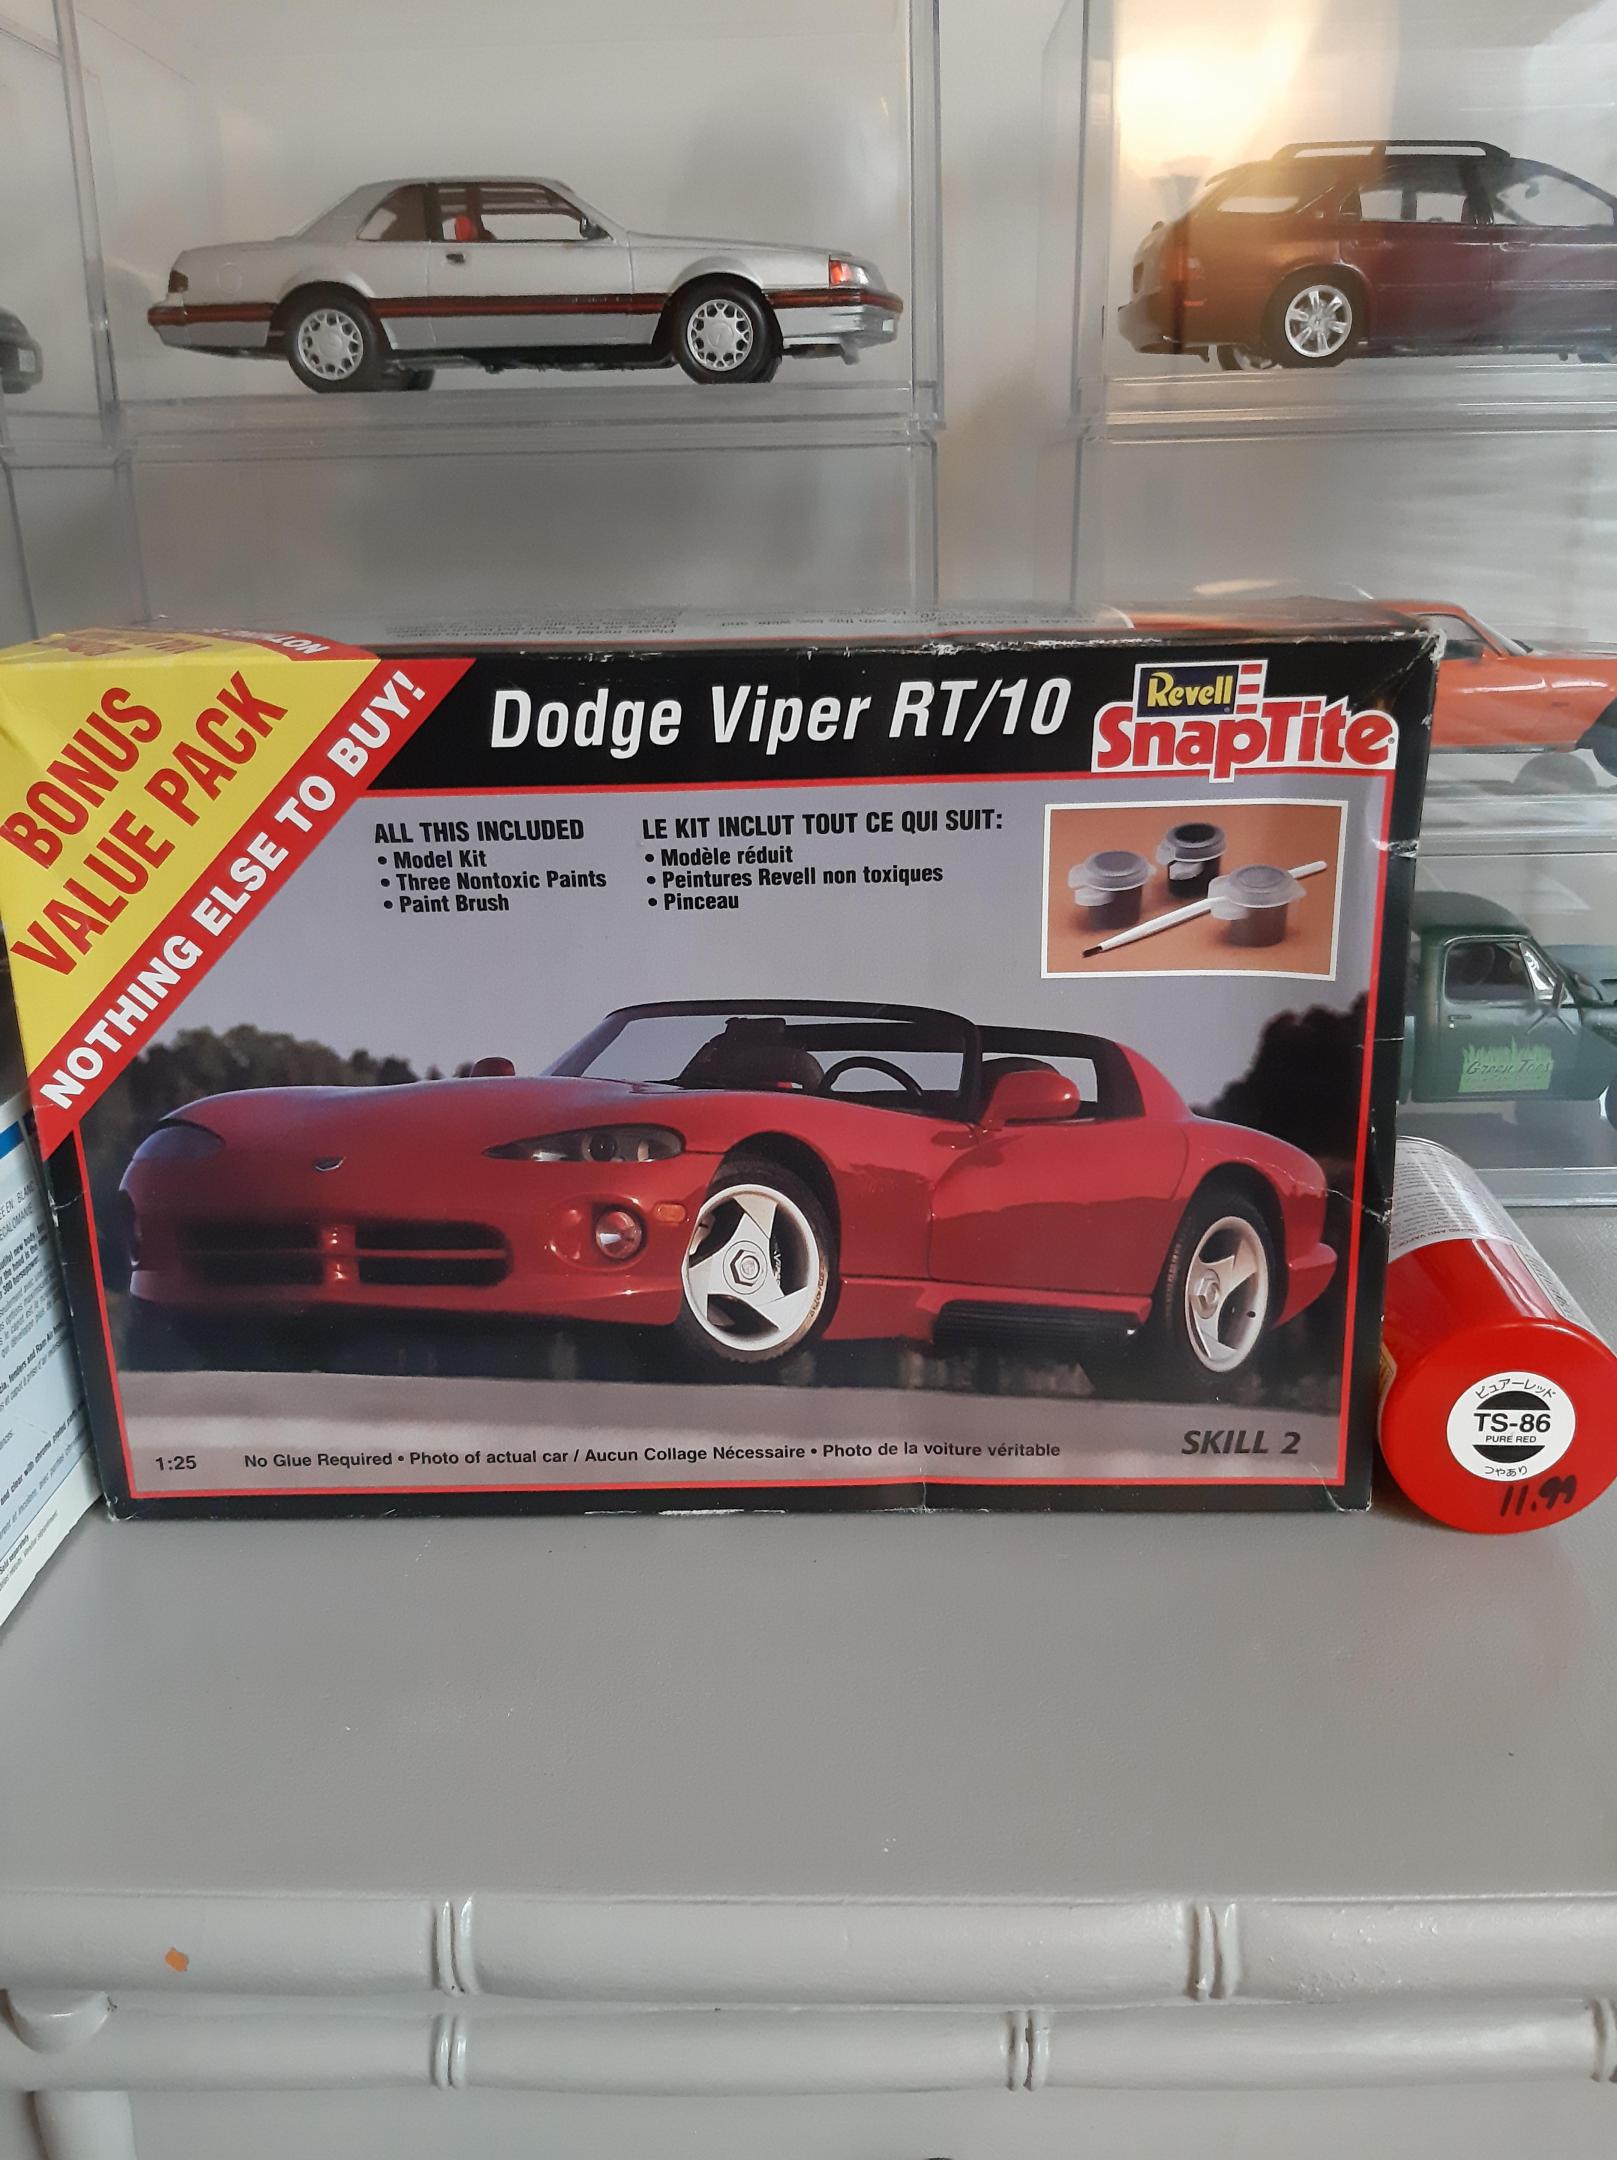 BONUS
VALUE PACK
NOTHING ELSE TO BUY!
Dodge Viper RT/10
Revell
SnapTite
ALL THIS INCLUDED
• Model Kit
• Three Nontoxic Paints
• Paint Brush
LE KIT INCLUT TOUT CE QUI SUIT:
• Modèle réduit
• Peintures Revell non toxiques
• Pinceau
1:25
No Glue Required • Photo of actual car / Aucun Collage Nécessaire • Photo de la voiture véritable
SKILL 2
Green Toes
ピュアーレッド
TS-86
PURE RED
つやあり
11.99